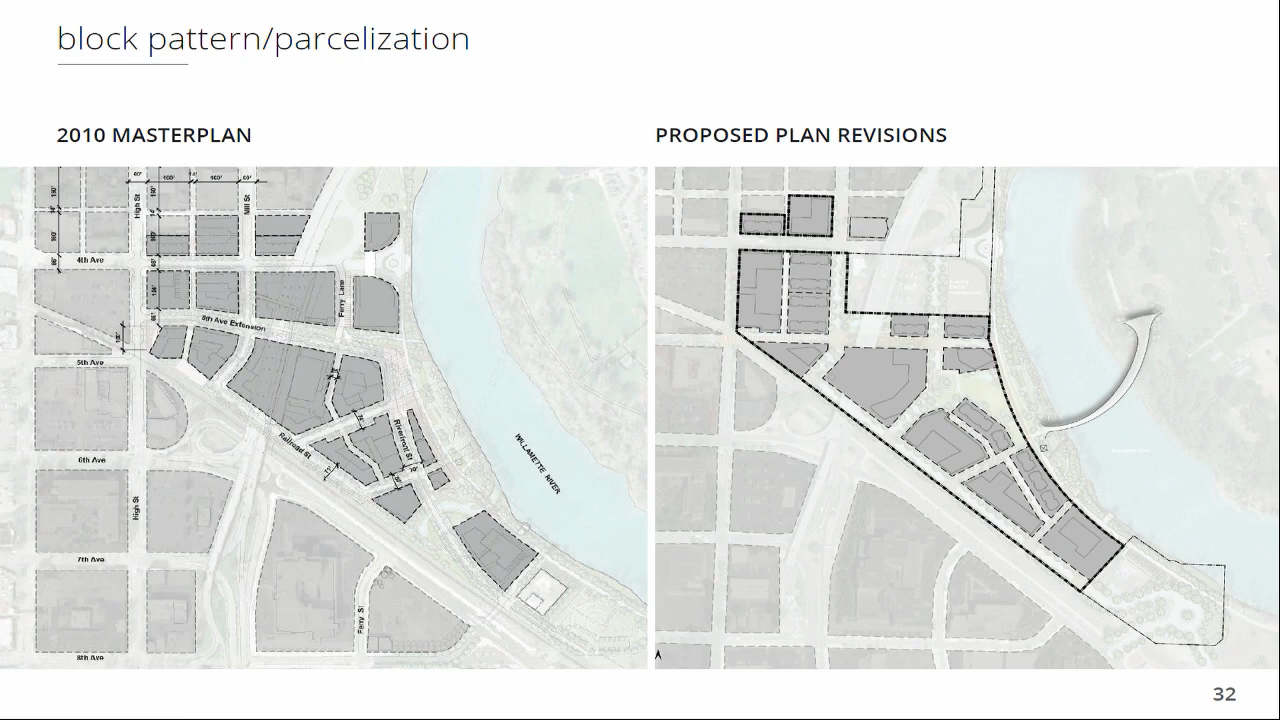 block pattern/parcelization
2010 MASTERPLAN
PROPOSED PLAN REVISIONS
High St
Mill St
4th Ave
Ferry Lane
5th Ave Extension
5th Ave
Railroad St
Riverfront St
WILLAMETTE RIVER
6th Ave
High St
7th Ave
Ferry St
8th Ave
32